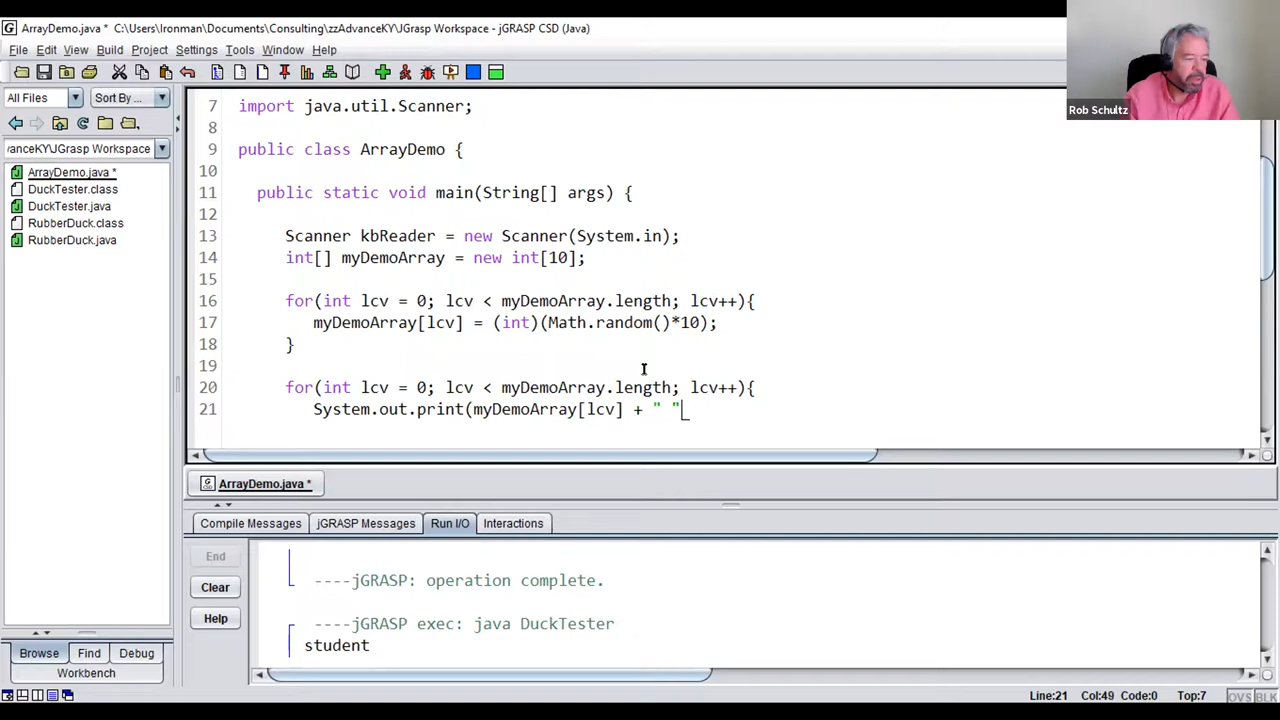 ArrayDemo.java * C:\Users\Ironman\Documents\Consulting\zzAdvanceKY\JGrasp Workspace - jGRASP CSD (Java)
File Edit View Build Project Settings Tools Window Help
All Files Sort By ...
vanceKY\JGrasp Workspace
ArrayDemo.java *
DuckTester.class
DuckTester.java
RubberDuck.class
RubberDuck.java
Browse Find Debug
Workbench
7 import java.util.Scanner;
8
9 public class ArrayDemo {
10
11 public static void main(String[] args) {
12
13 Scanner kbReader = new Scanner(System.in);
14 int[] myDemoArray = new int[10];
15
16 for(int lcv = 0; lcv < myDemoArray.length; lcv++){
17 myDemoArray[lcv] = (int)(Math.random()*10);
18 }
19
20 for(int lcv = 0; lcv < myDemoArray.length; lcv++){
21 System.out.print(myDemoArray[lcv] + " "
ArrayDemo.java *
Compile Messages jGRASP Messages Run I/O Interactions
End
Clear
Help
----jGRASP: operation complete.
----jGRASP exec: java DuckTester
student
Line:21 Col:49 Code:0 Top:7 OVS BLK
Rob Schultz